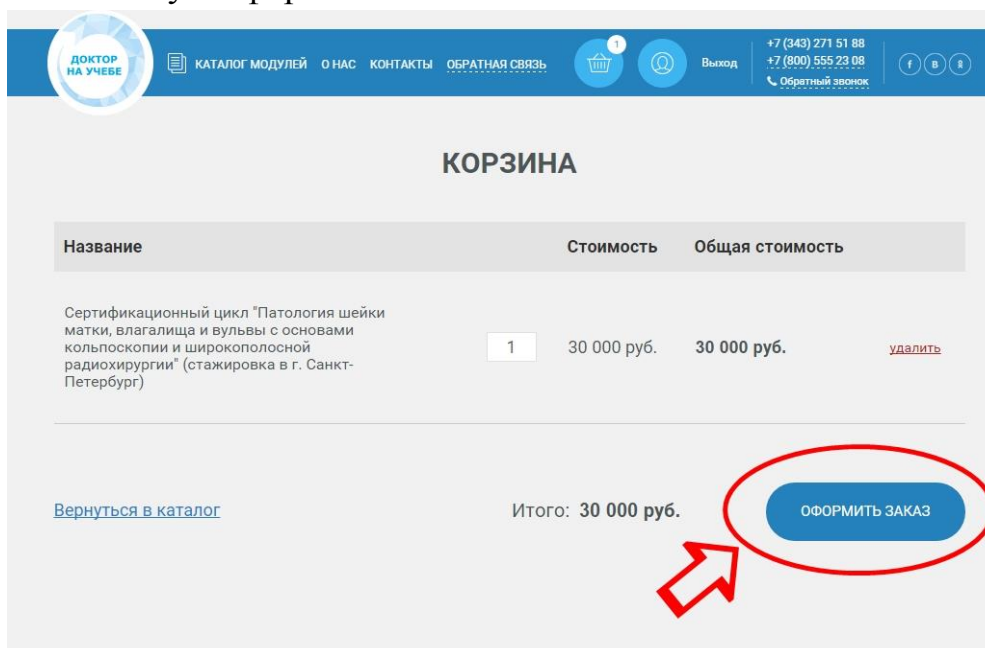 ДОКТОР
НА УЧЕБЕ
КАТАЛОГ МОДУЛЕЙ О НАС КОНТАКТЫ ОБРАТНАЯ СВЯЗЬ 1 Выход
+7 (343) 271 51 88
+7 (800) 555 23 08
Обратный звонок
КОРЗИНА
Название Стоимость Общая стоимость
Сертификационный цикл "Патология шейки
матки, влагалища и вульвы с основами
кольпоскопии и широкополосной
радиохирургии" (стажировка в г. Санкт-
Петербург)
1 30 000 руб. 30 000 руб. удалить
Вернуться в каталог Итого: 30 000 руб. ОФОРМИТЬ ЗАКАЗ